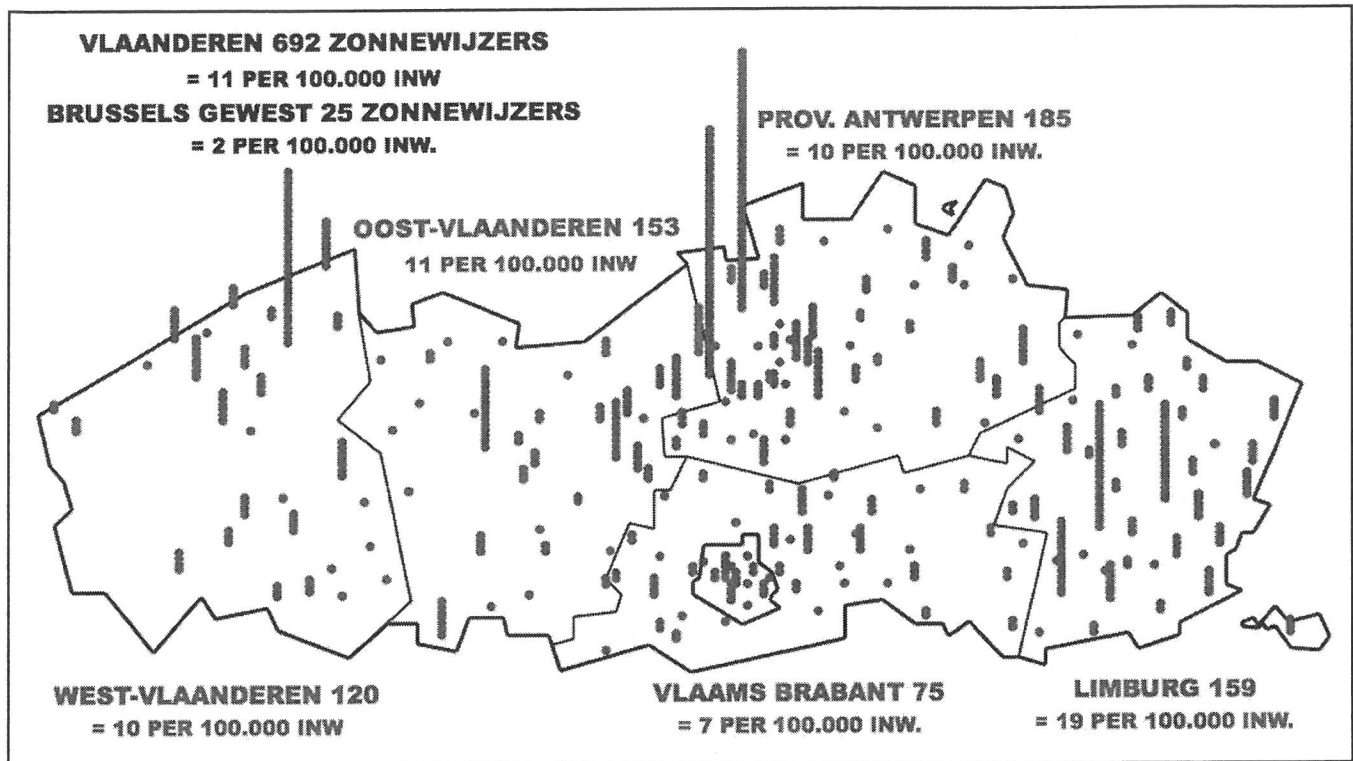 VLAANDEREN 692 ZONNEWIJZERS
= 11 PER 100.000 INW
BRUSSELS GEWEST 25 ZONNEWIJZERS
= 2 PER 100.000 INW.
PROV. ANTWERPEN 185
= 10 PER 100.000 INW.
A
OOST-VLAANDEREN 153
11 PER 100.000 INW
WEST-VLAANDEREN 120
= 10 PER 100.000 INW
VLAAMS BRABANT 75
= 7 PER 100.000 INW.
LIMBURG 159
= 19 PER 100.000 INW.